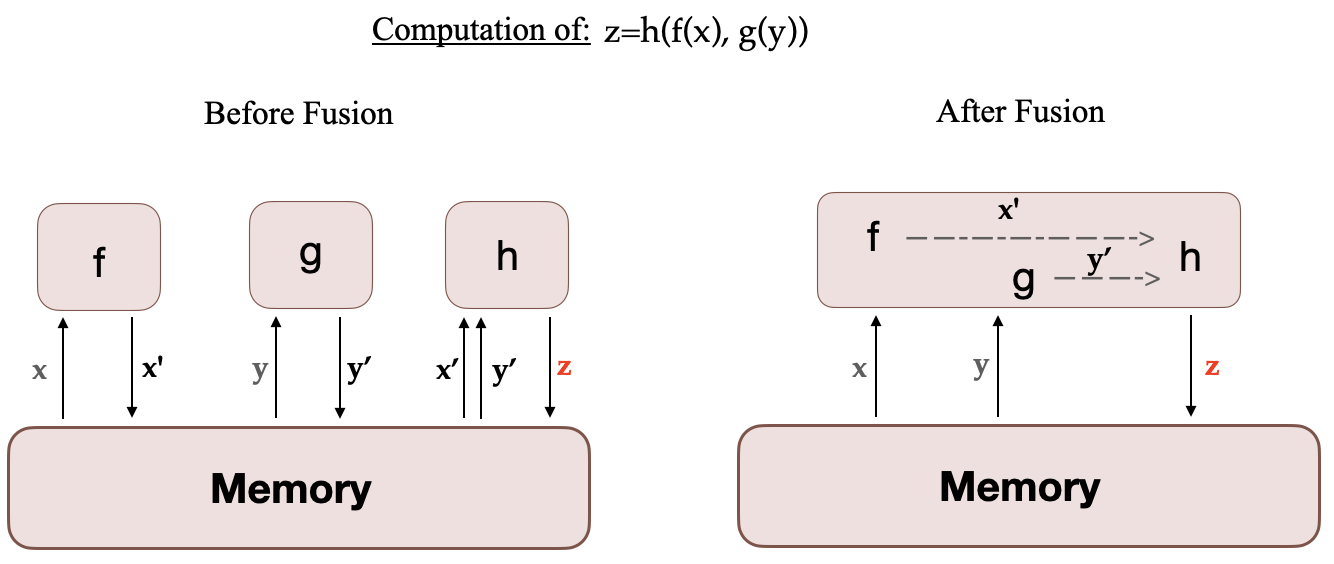 Computation of: z=h(f(x), g(y))
Before Fusion
After Fusion
f
g
h
x
x'
y
y′
x′
y′
z
Memory
f
x'
g
y′
h
x
y
z
Memory